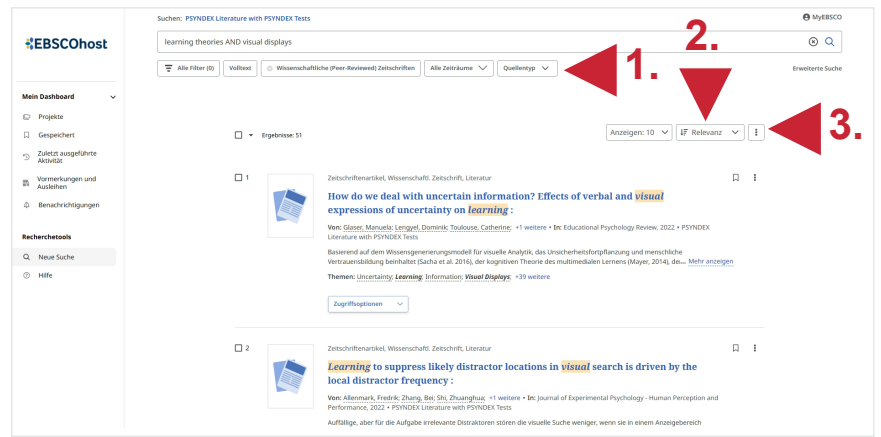 Suchen: PSYNDEX Literature with PSYNDEX Tests
MyEBSCO
EBSCOhost
learning theories AND visual displays
Alle Filter (0)
Volltext
Wissenschaftliche (Peer-Reviewed) Zeitschriften
Alle Zeiträume
Quellentyp
Erweiterte Suche
1.
2.
3.
Mein Dashboard
Projekte
Gespeichert
Zuletzt ausgeführte
Aktivität
Vormerkungen und
Ausleihen
Benachrichtigungen
Recherchetools
Neue Suche
Hilfe
Ergebnisse: 51
Anzeigen: 10
Relevanz
1
Zeitschriftenartikel, Wissenschaftl. Zeitschrift, Literatur
How do we deal with uncertain information? Effects of verbal and visual
expressions of uncertainty on learning :
Von: Glaser, Manuela; Lengyel, Dominik; Toulouse, Catherine; +1 weitere • In: Educational Psychology Review, 2022 • PSYNDEX
Literature with PSYNDEX Tests
Basierend auf dem Wissensgenerierungsmodell für visuelle Analytik, das Unsicherheitsfortpflanzung und menschliche
Vertrauensbildung beinhaltet (Sacha et al. 2016), der kognitiven Theorie des multimedialen Lernens (Mayer, 2014), de... Mehr anzeigen
Themen: Uncertainty; Learning; Information; Visual Displays; +39 weitere
Zugriffsoptionen
2
Zeitschriftenartikel, Wissenschaftl. Zeitschrift, Literatur
Learning to suppress likely distractor locations in visual search is driven by the
local distractor frequency :
Von: Allenmark, Fredrik; Zhang, Bei; Shi, Zhuanghua; +1 weitere • In: Journal of Experimental Psychology - Human Perception and
Performance, 2022 • PSYNDEX Literature with PSYNDEX Tests
Auffällige, aber für die Aufgabe irrelevante Distraktoren stören die visuelle Suche weniger, wenn sie in einem Anzeigebereich